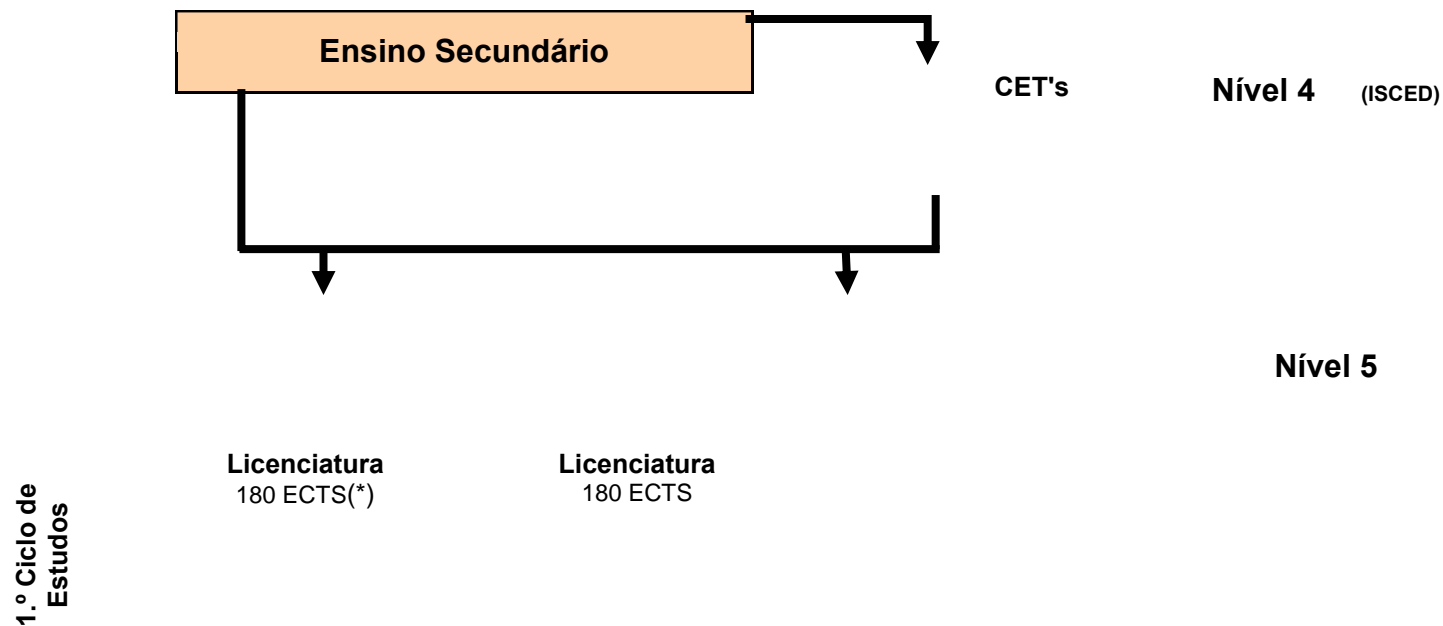 Ensino Secundário
CET's
Nível 4 (ISCED)
Nível 5
Licenciatura
180 ECTS(*)
Licenciatura
180 ECTS
1.º Ciclo de
Estudos